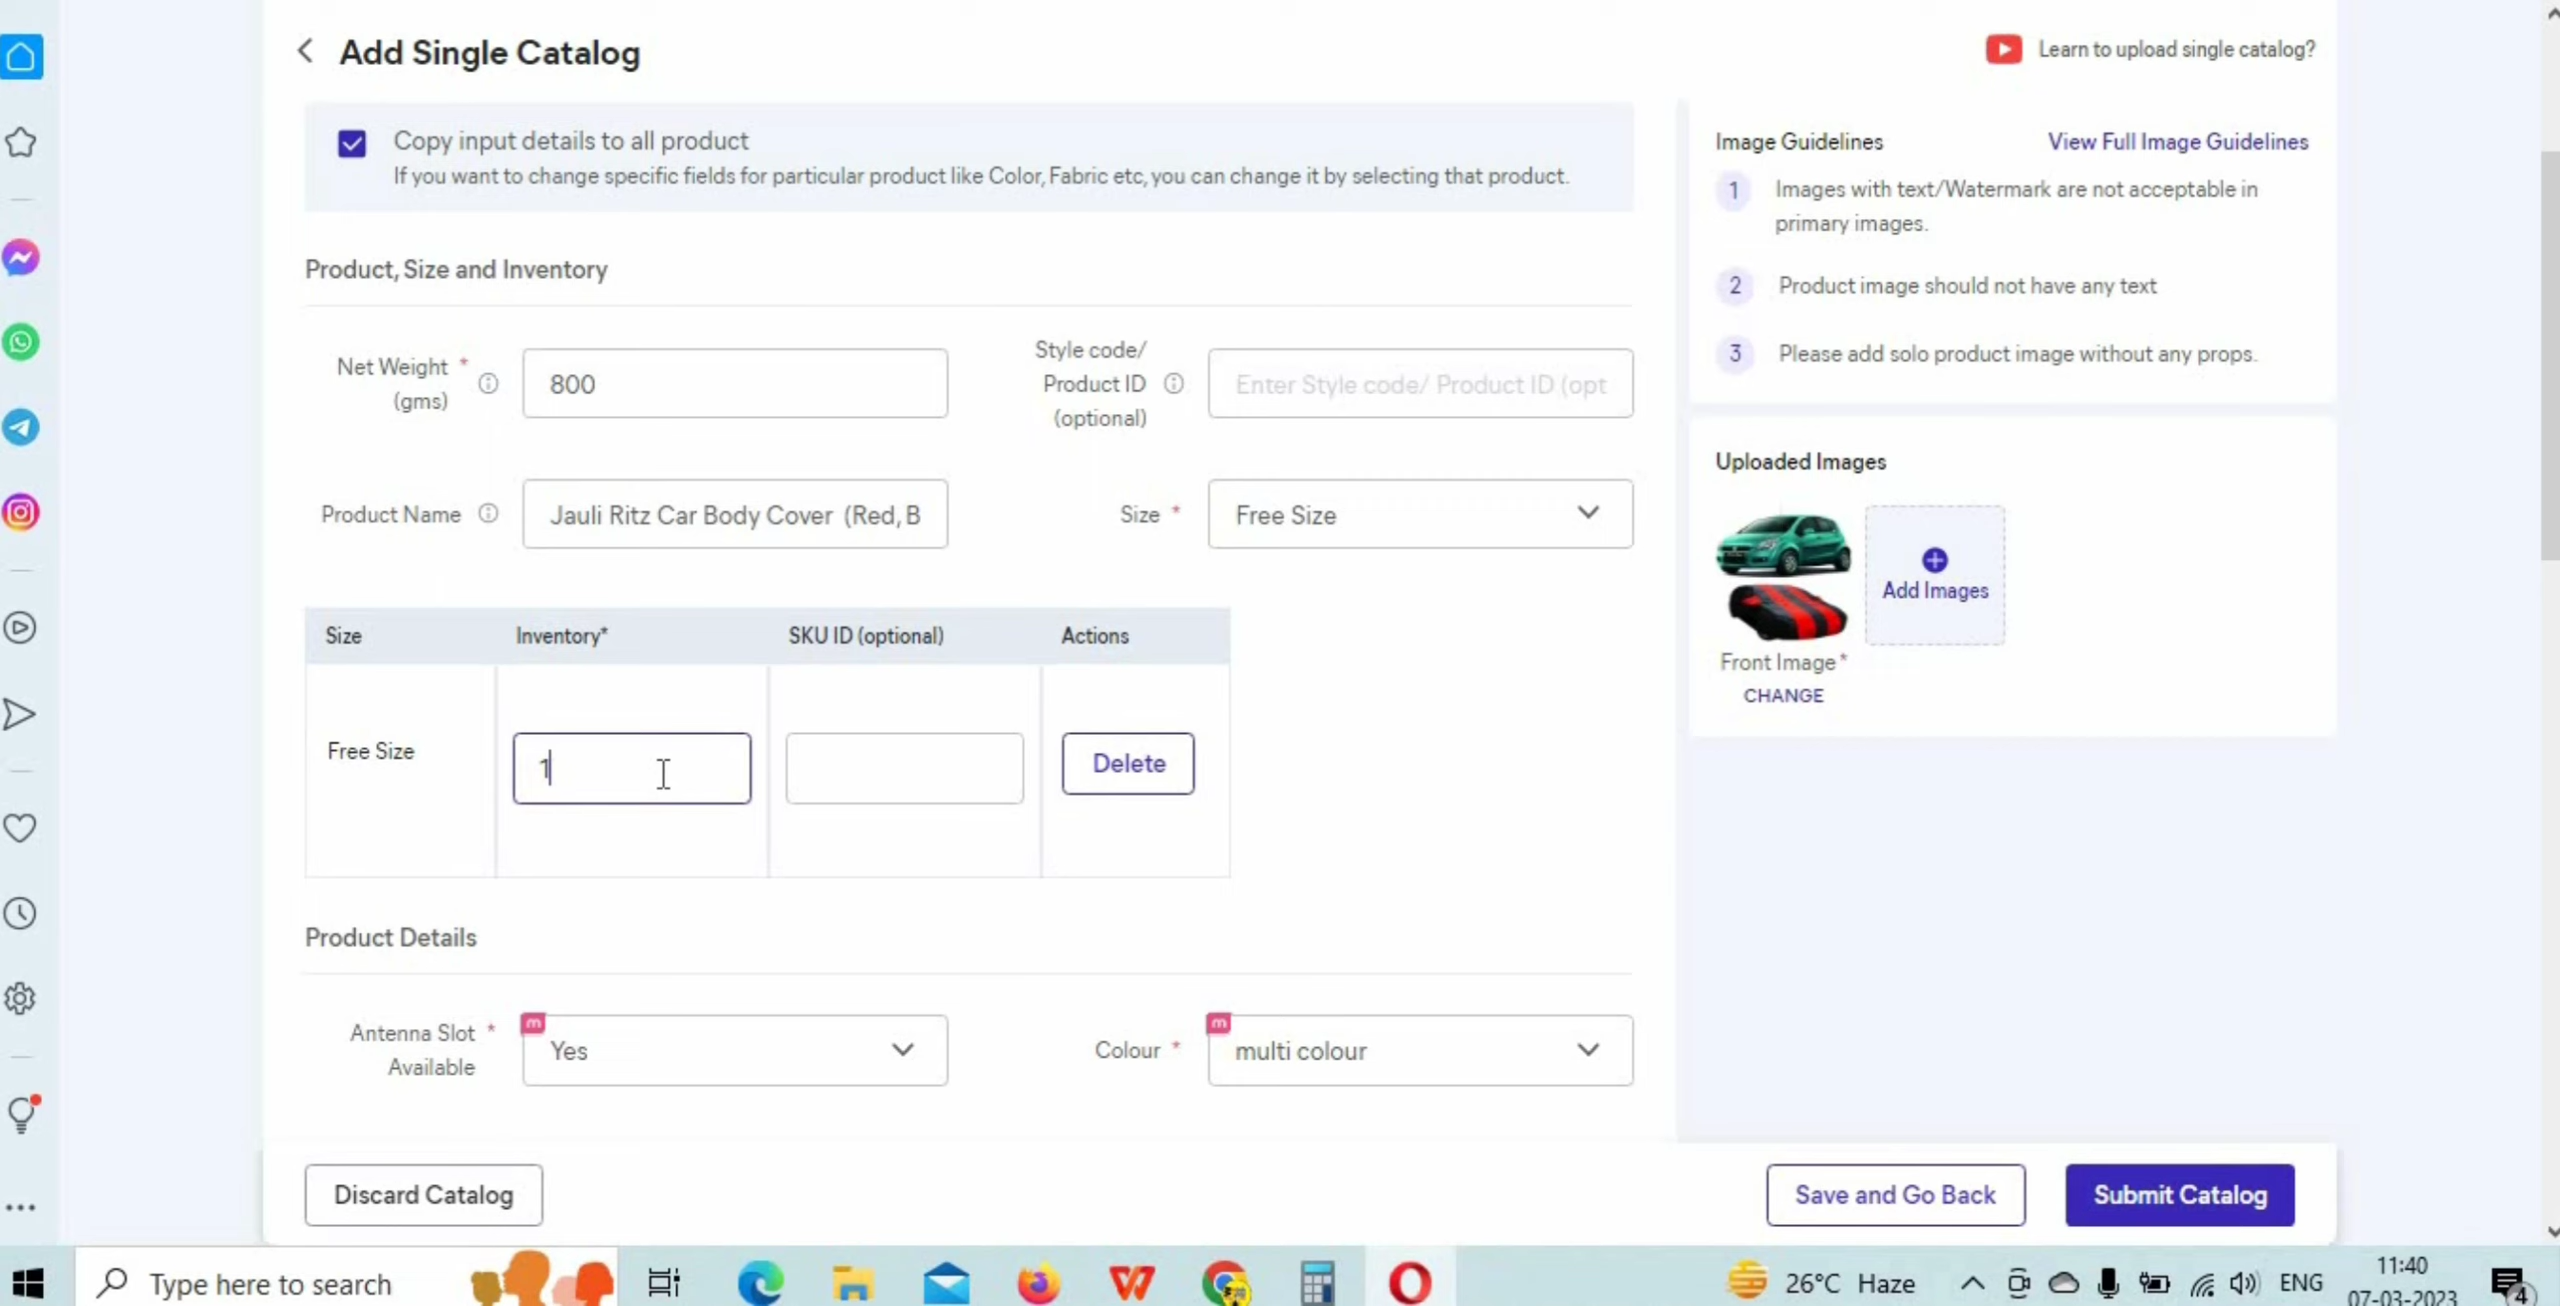 Add Single Catalog
Learn to upload single catalog?
Copy input details to all product
If you want to change specific fields for particular product like Color, Fabric etc, you can change it by selecting that product.
Product, Size and Inventory
Net Weight *
(gms)
800
Style code/
Product ID
(optional)
Enter Style code/ Product ID (opt
Product Name
Jauli Ritz Car Body Cover (Red, B
Size *
Free Size
Size
Inventory*
SKU ID (optional)
Actions
Free Size
1
Delete
Product Details
Antenna Slot *
Available
m
Yes
Colour *
m
multi colour
Image Guidelines
View Full Image Guidelines
1 Images with text/Watermark are not acceptable in
primary images.
2 Product image should not have any text
3 Please add solo product image without any props.
Uploaded Images
Add Images
Front Image*
CHANGE
Discard Catalog
Save and Go Back
Submit Catalog
Type here to search
26°C Haze
ENG
11:40
07-03-2023
4